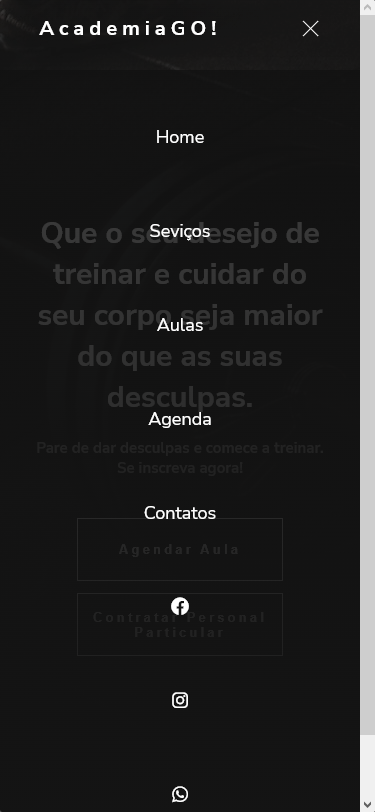 AcademiaGO!
Home
Que o seu desejo de
Seviços
treinar e cuidar do
seu corpo seja maior
Aulas
do que as suas
desculpas.
Agenda
Pare de dar desculpas e comece a treinar.
Se inscreva agora!
Contatos
Agendar Aula
Contratar Personal
Particular